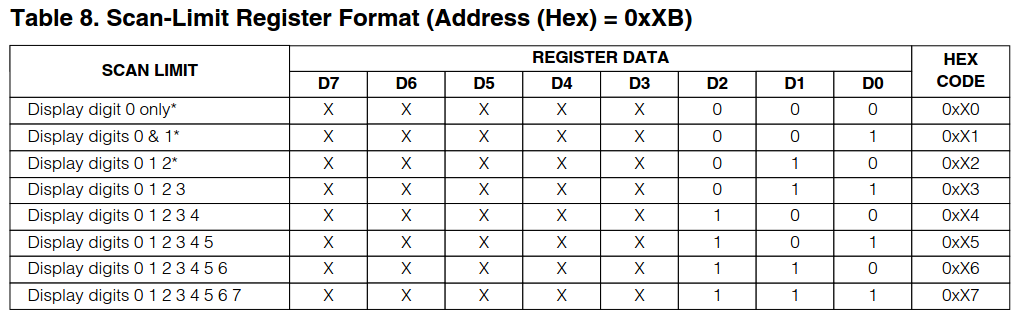 Table 8. Scan-Limit Register Format (Address (Hex) = 0xXB)
SCAN LIMIT REGISTER DATA HEX CODE
D7 D6 D5 D4 D3 D2 D1 D0
Display digit 0 only* X X X X X 0 0 0 0xX0
Display digits 0 & 1* X X X X X 0 0 1 0xX1
Display digits 0 1 2* X X X X X 0 1 0 0xX2
Display digits 0 1 2 3 X X X X X 0 1 1 0xX3
Display digits 0 1 2 3 4 X X X X X 1 0 0 0xX4
Display digits 0 1 2 3 4 5 X X X X X 1 0 1 0xX5
Display digits 0 1 2 3 4 5 6 X X X X X 1 1 0 0xX6
Display digits 0 1 2 3 4 5 6 7 X X X X X 1 1 1 0xX7